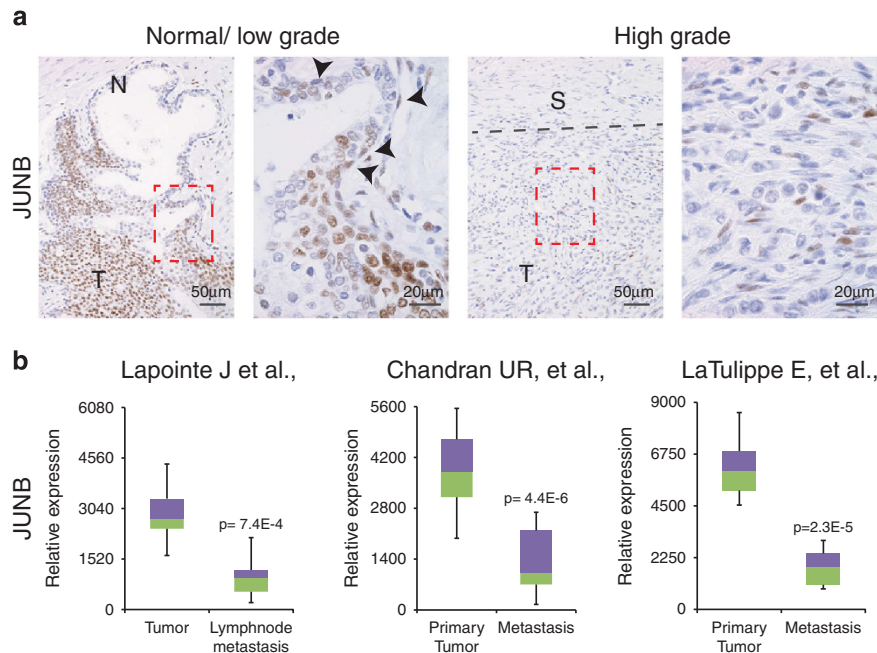 a
Normal/ low grade
High grade
JUNB
N
T
50μm
20μm
S
T
50μm
20μm
b
Lapointe J et al.,
Chandran UR, et al.,
LaTulippe E, et al.,
JUNB
Relative expression
6080
4560
3040
1520
0
p= 7.4E-4
Tumor
Lymphnode
metastasis
Relative expression
5600
4200
2800
1400
0
p= 4.4E-6
Primary
Tumor
Metastasis
Relative expression
9000
6750
4500
2250
0
p=2.3E-5
Primary
Tumor
Metastasis